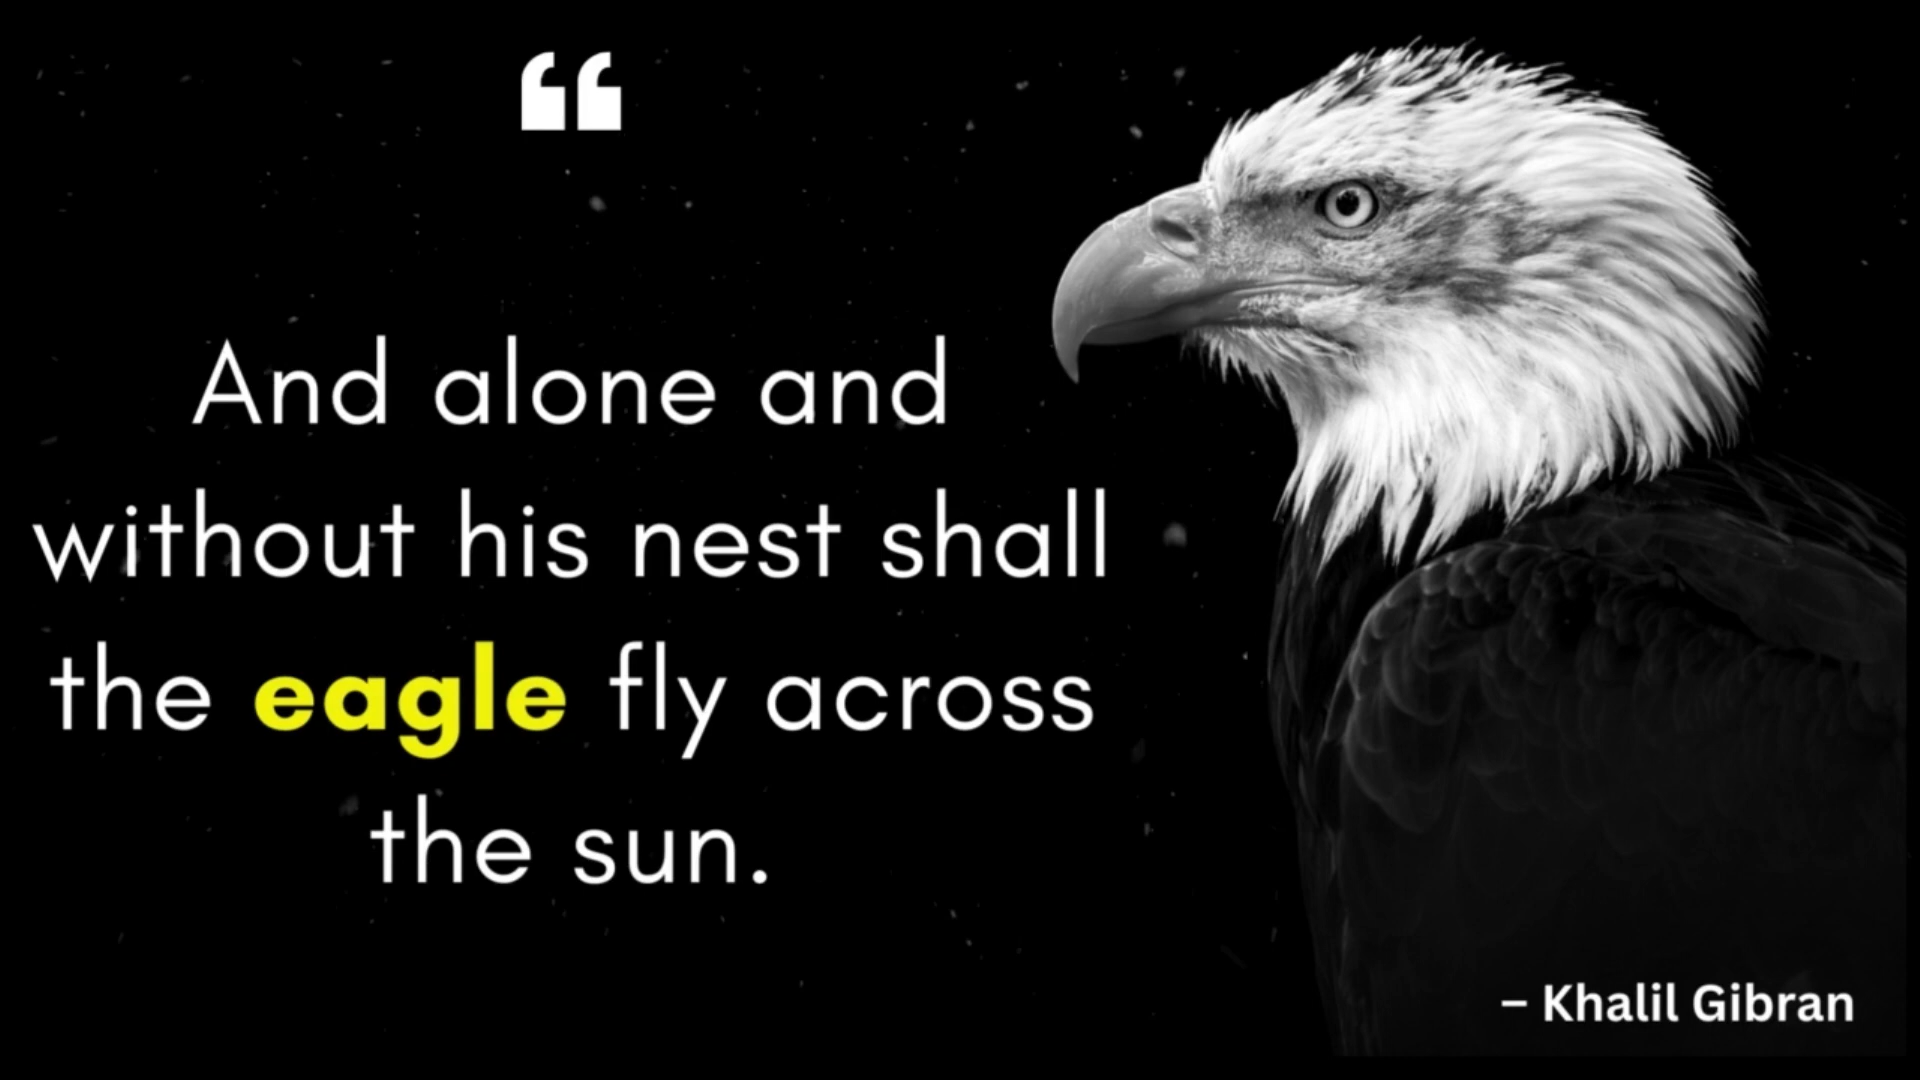 “
And alone and
without his nest shall
the eagle fly across
the sun.
– Khalil Gibran